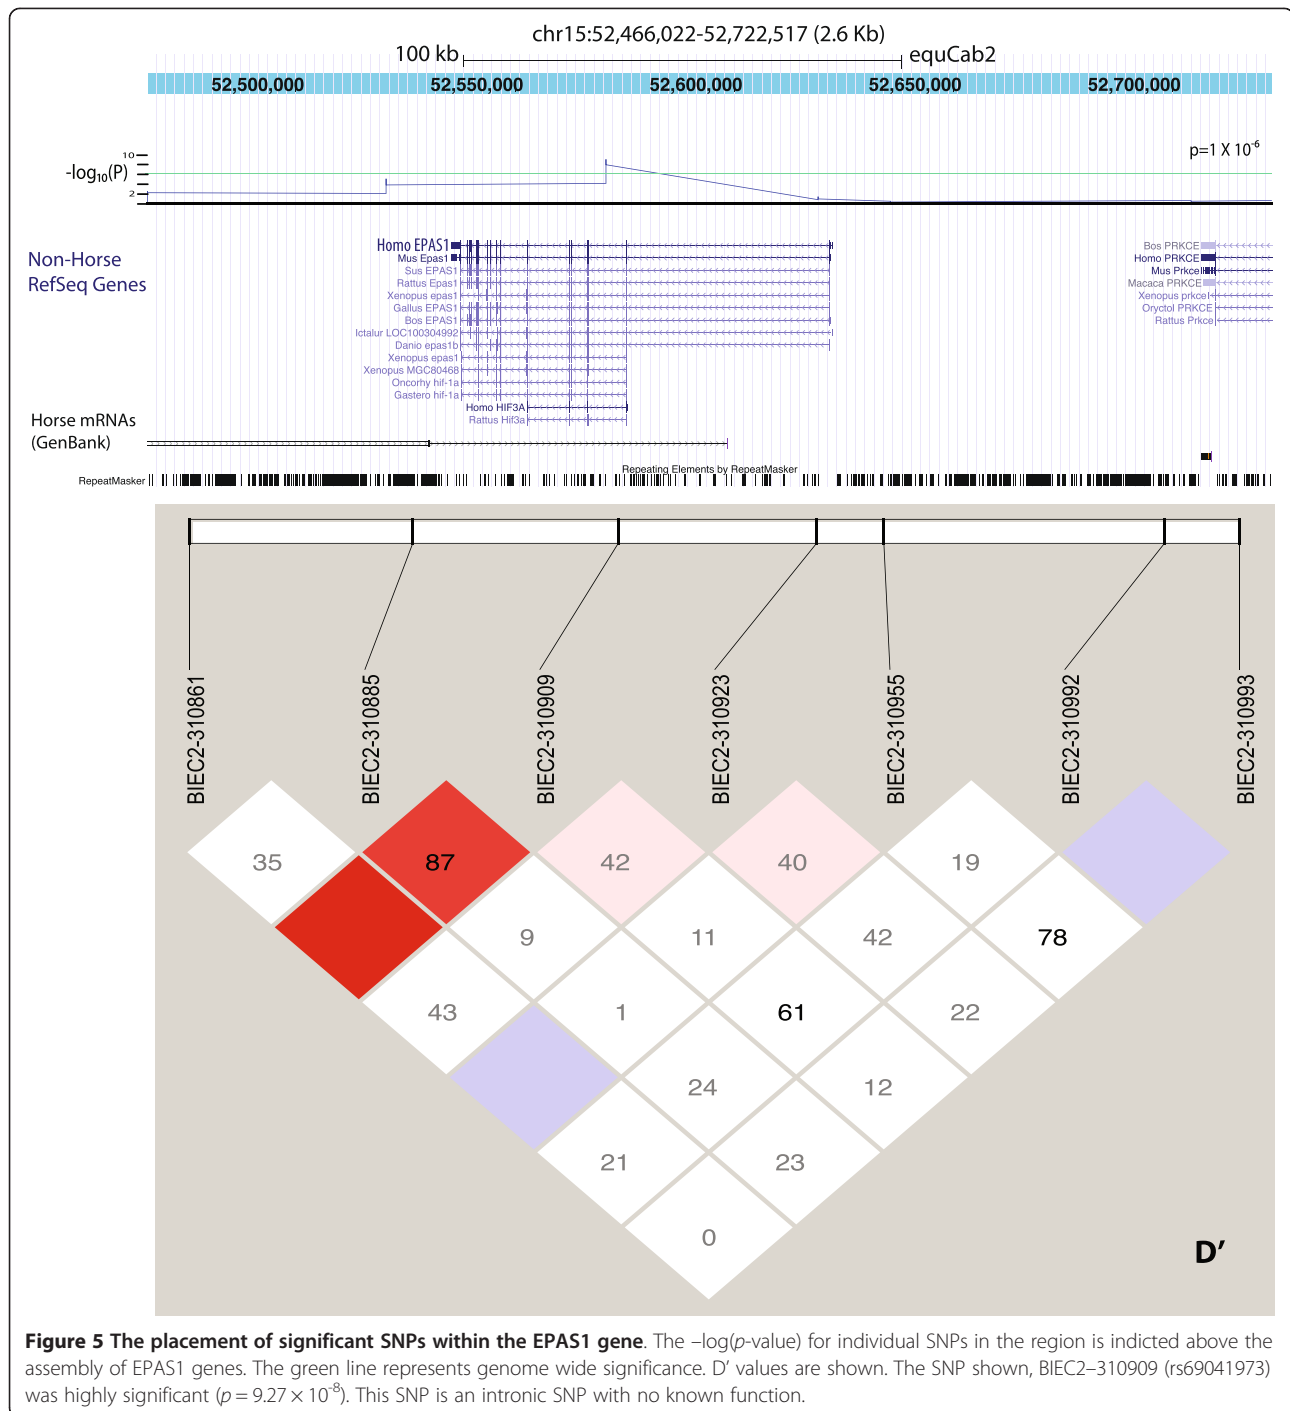 chr15:52,466,022-52,722,517 (2.6 Kb)
100 kb equCab2
52,500,000 52,550,000 52,600,000 52,650,000 52,700,000
p=1 X 10-6
10
-log10(P)
2
Non-Horse
RefSeq Genes
Homo EPAS1
Mus Epas1
Sus EPAS1
Rattus Epas1
Xenopus epas1
Gallus EPAS1
Bos EPAS1
Ictalur LOC100304992
Danio epas1b
Xenopus epas1
Xenopus MGC80468
Oncorhy hif-1a
Gastero hif-1a
Homo HIF3A
Rattus Hif3a
Bos PRKCE
Homo PRKCE
Mus Prkce
Macaca PRKCE
Xenopus prkce
Oryctol PRKCE
Rattus Prkce
Horse mRNAs
(GenBank)
Repeating Elements by RepeatMasker
RepeatMasker
BIEC2-310861
BIEC2-310885
BIEC2-310909
BIEC2-310923
BIEC2-310955
BIEC2-310992
BIEC2-310993
35 87 42 40 19
9 11 42 78
43 1 61 22
24 12
21 23
0
D′
Figure 5 The placement of significant SNPs within the EPAS1 gene. The –log(p-value) for individual SNPs in the region is indicted above the
assembly of EPAS1 genes. The green line represents genome wide significance. D′ values are shown. The SNP shown, BIEC2–310909 (rs69041973)
was highly significant (p = 9.27 × 10-8). This SNP is an intronic SNP with no known function.